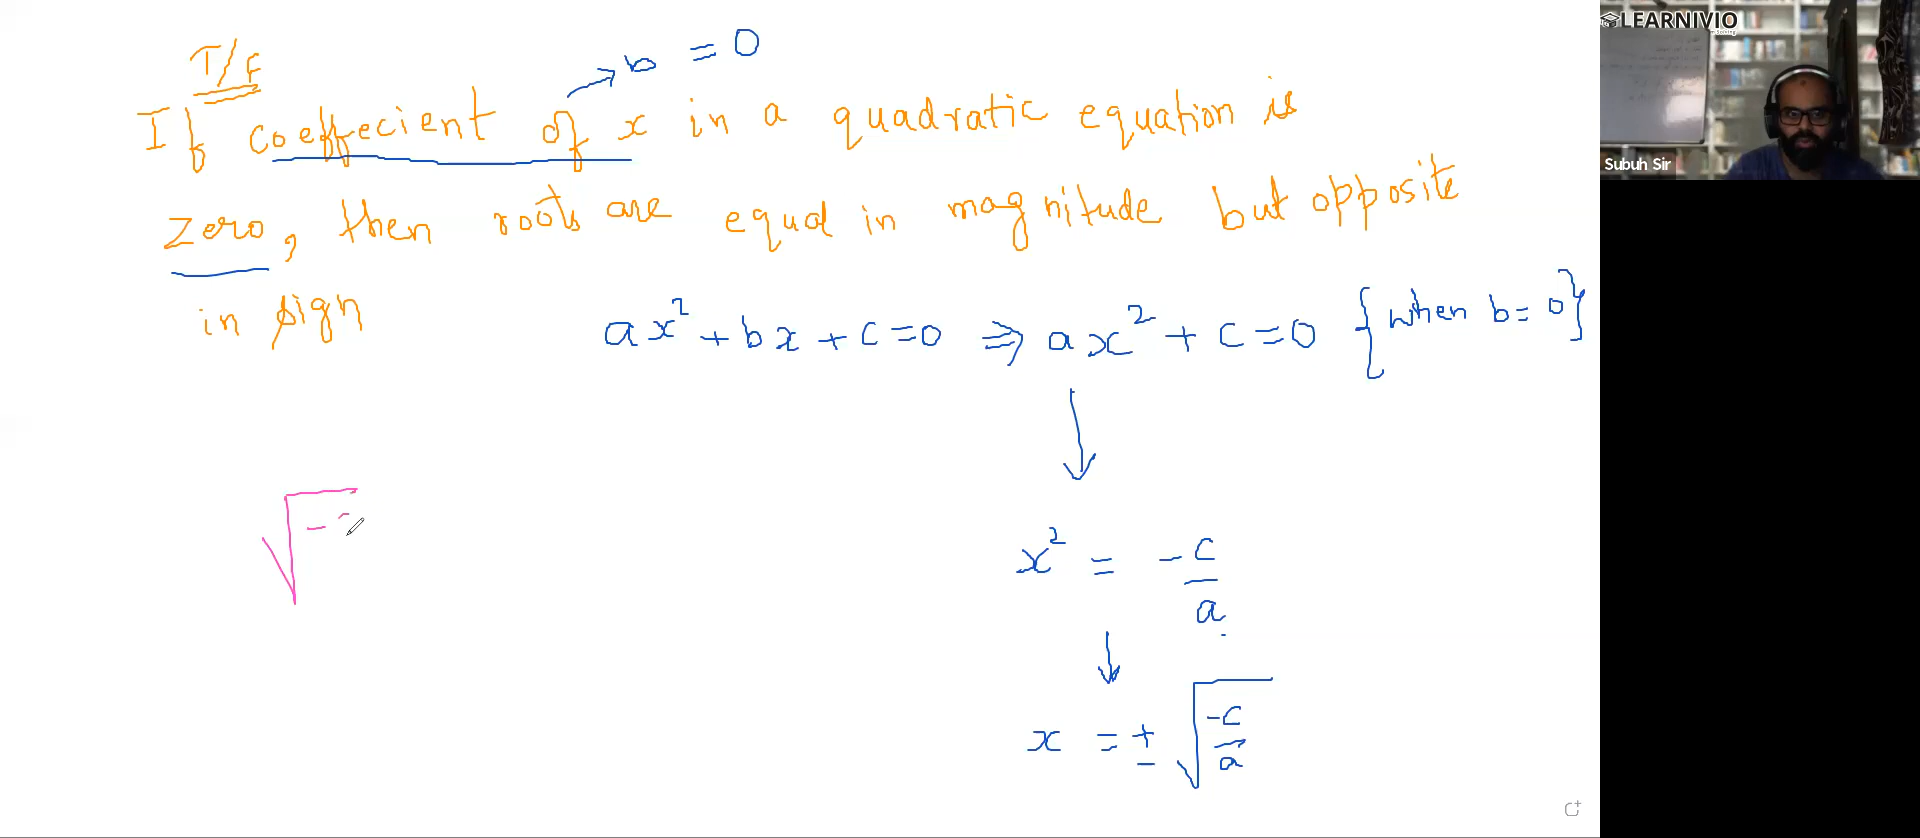 T/F
b = 0
If coeffecient of x in a quadratic equation is
zero, then roots are equal in magnitude but opposite
in sign
ax² + bx + c = 0 ⇒ ax² + c = 0 {when b = 0}
x² = -c/a
x = ± √(-c/a)
LEARNIVIO
Subuh Sir